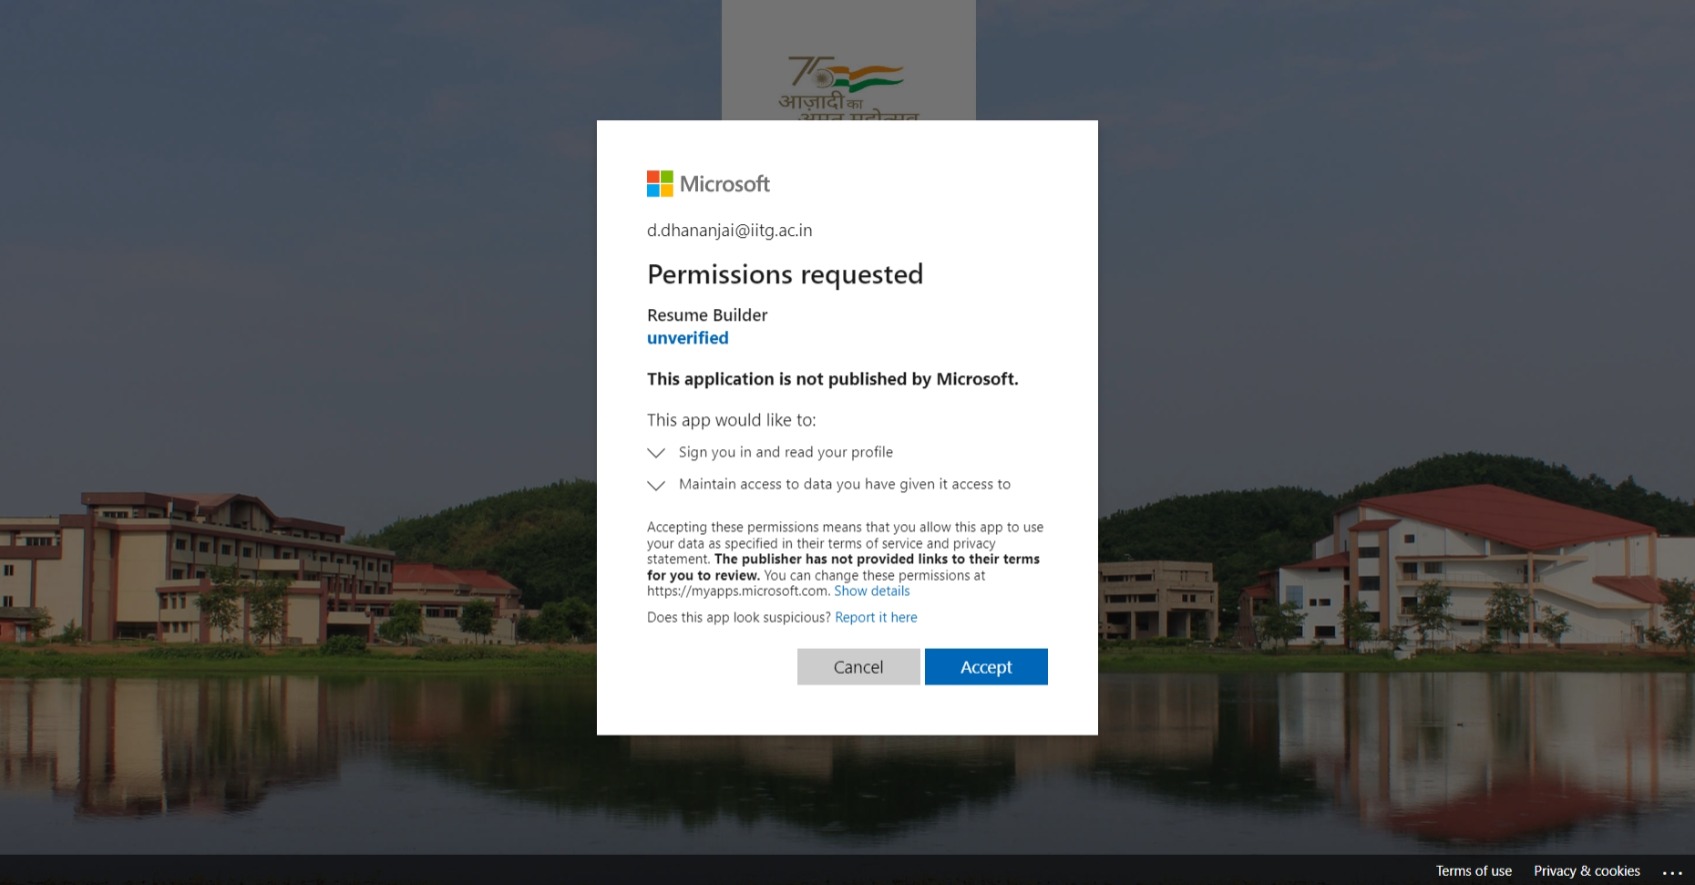 75
आज़ादी का
अमृत महोत्सव
Microsoft
d.dhananjai@iitg.ac.in
Permissions requested
Resume Builder
unverified
This application is not published by Microsoft.
This app would like to:
Sign you in and read your profile
Maintain access to data you have given it access to
Accepting these permissions means that you allow this app to use
your data as specified in their terms of service and privacy
statement. The publisher has not provided links to their terms
for you to review. You can change these permissions at
https://myapps.microsoft.com. Show details
Does this app look suspicious? Report it here
Cancel Accept
Terms of use Privacy & cookies ...